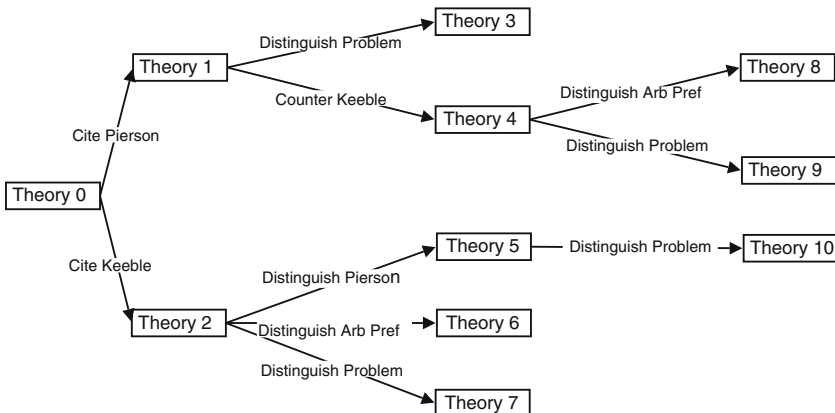 Theory 3
Distinguish Problem
Theory 1
Theory 8
Distinguish Arb Pref
Counter Keeble
Theory 4
Cite Pierson
Distinguish Problem
Theory 9
Theory 0
Theory 5
Distinguish Problem
Theory 10
Cite Keeble
Distinguish Pierson
Theory 2
Distinguish Arb Pref
Theory 6
Distinguish Problem
Theory 7